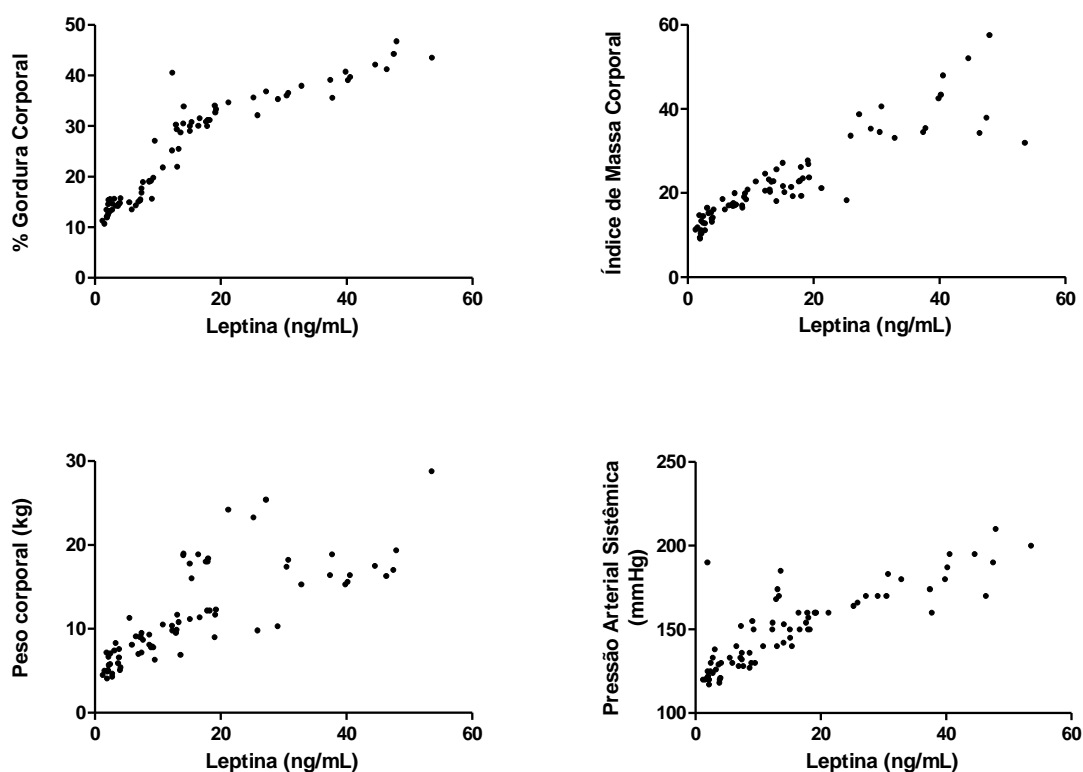 % Gordura Corporal
50
40
30
20
10
0
0 20 40 60
Leptina (ng/mL)
Índice de Massa Corporal
60
40
20
0
0 20 40 60
Leptina (ng/mL)
Peso corporal (kg)
30
20
10
0
0 20 40 60
Leptina (ng/mL)
Pressão Arterial Sistêmica
(mmHg)
250
200
150
100
0 20 40 60
Leptina (ng/mL)